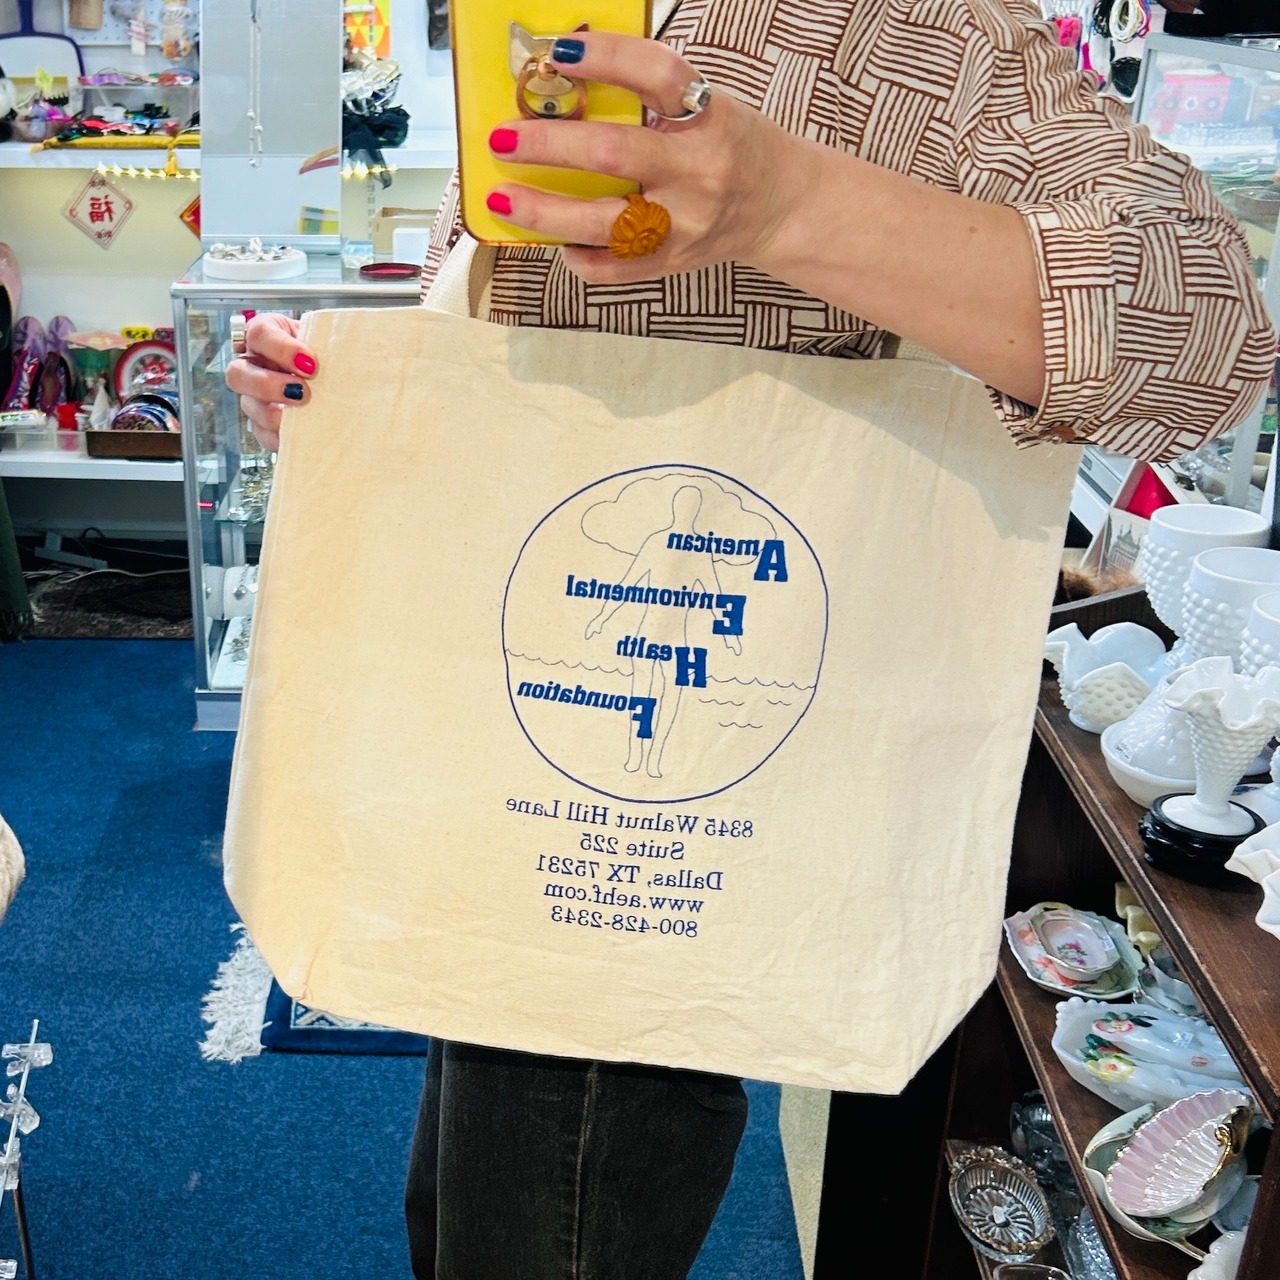 American
Environmental
Health
Foundation
8345 Walnut Hill Lane
Suite 225
Dallas, TX 75231
www.aehf.com
800-428-2343
福